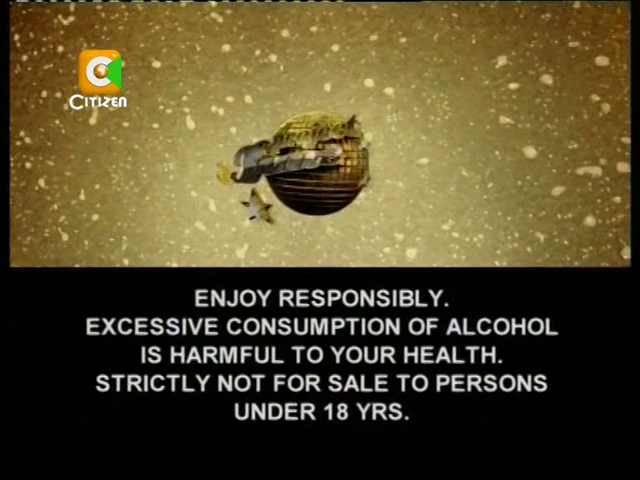 CITIZEN
ENJOY RESPONSIBLY.
EXCESSIVE CONSUMPTION OF ALCOHOL
IS HARMFUL TO YOUR HEALTH.
STRICTLY NOT FOR SALE TO PERSONS
UNDER 18 YRS.